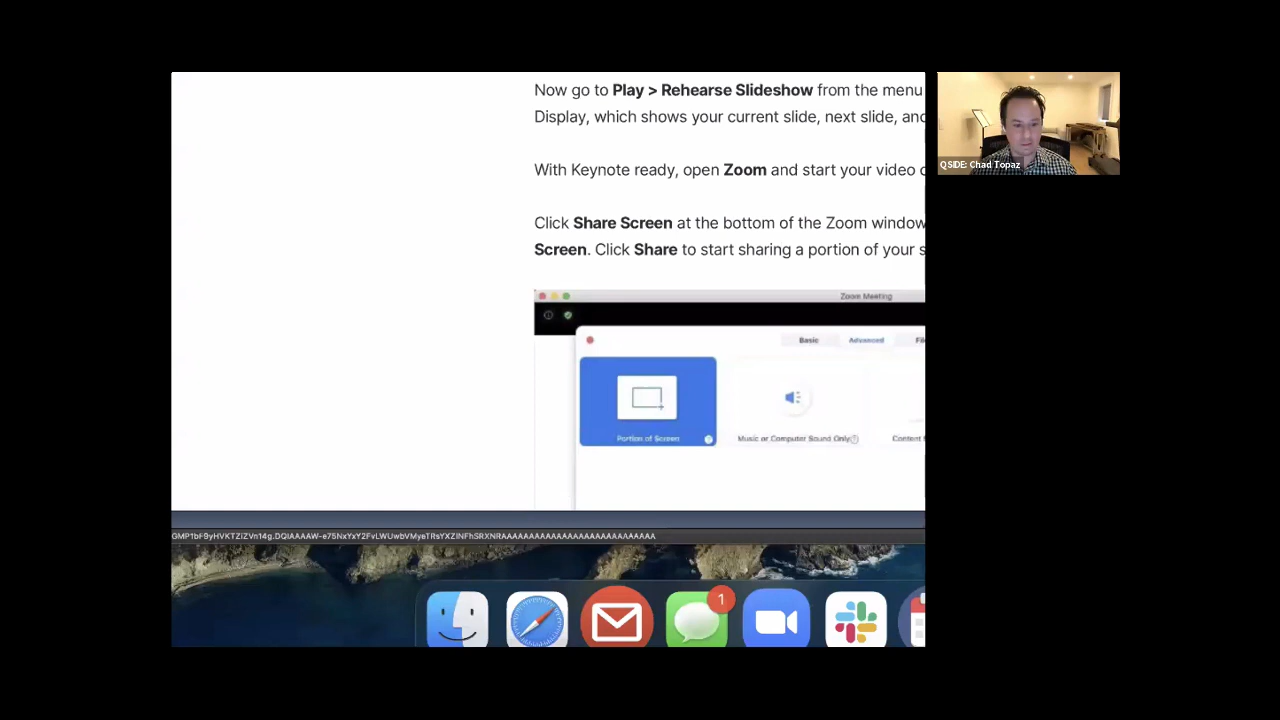 Now go to Play > Rehearse Slideshow from the menu
Display, which shows your current slide, next slide, and
With Keynote ready, open Zoom and start your video
Click Share Screen at the bottom of the Zoom window
Screen. Click Share to start sharing a portion of your
Zoom Meeting
Basic Advanced
Portion of Screen Music or Computer Sound Only Content
1
QSIDE: Chad Topaz